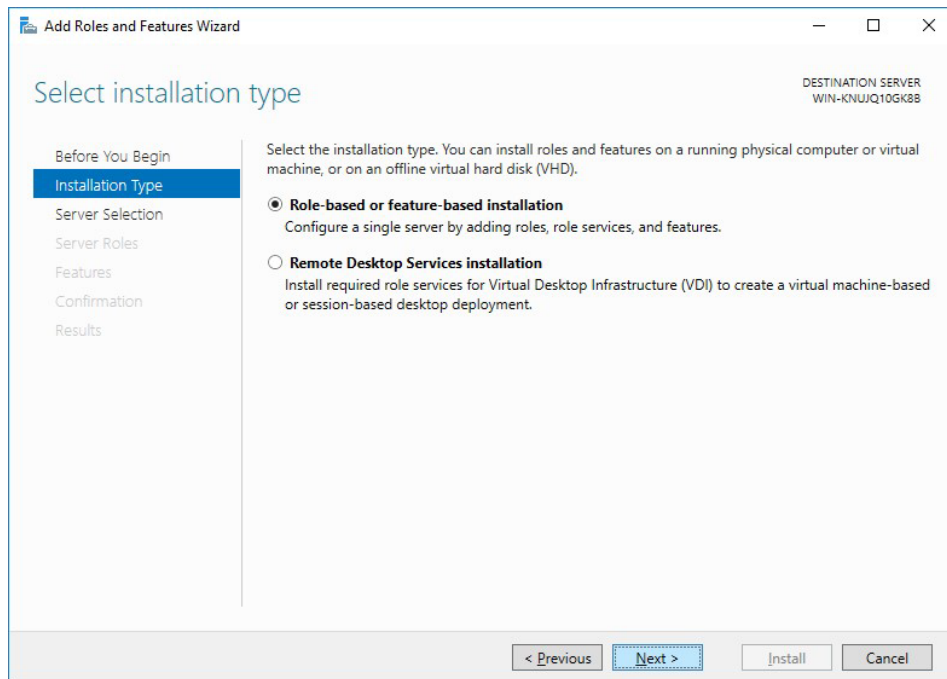 Add Roles and Features Wizard
Select installation type
DESTINATION SERVER
WIN-KNUJQ10GK8B
Before You Begin
Installation Type
Server Selection
Server Roles
Features
Confirmation
Results
Select the installation type. You can install roles and features on a running physical computer or virtual
machine, or on an offline virtual hard disk (VHD).
Role-based or feature-based installation
Configure a single server by adding roles, role services, and features.
Remote Desktop Services installation
Install required role services for Virtual Desktop Infrastructure (VDI) to create a virtual machine-based
or session-based desktop deployment.
< Previous
Next >
Install
Cancel